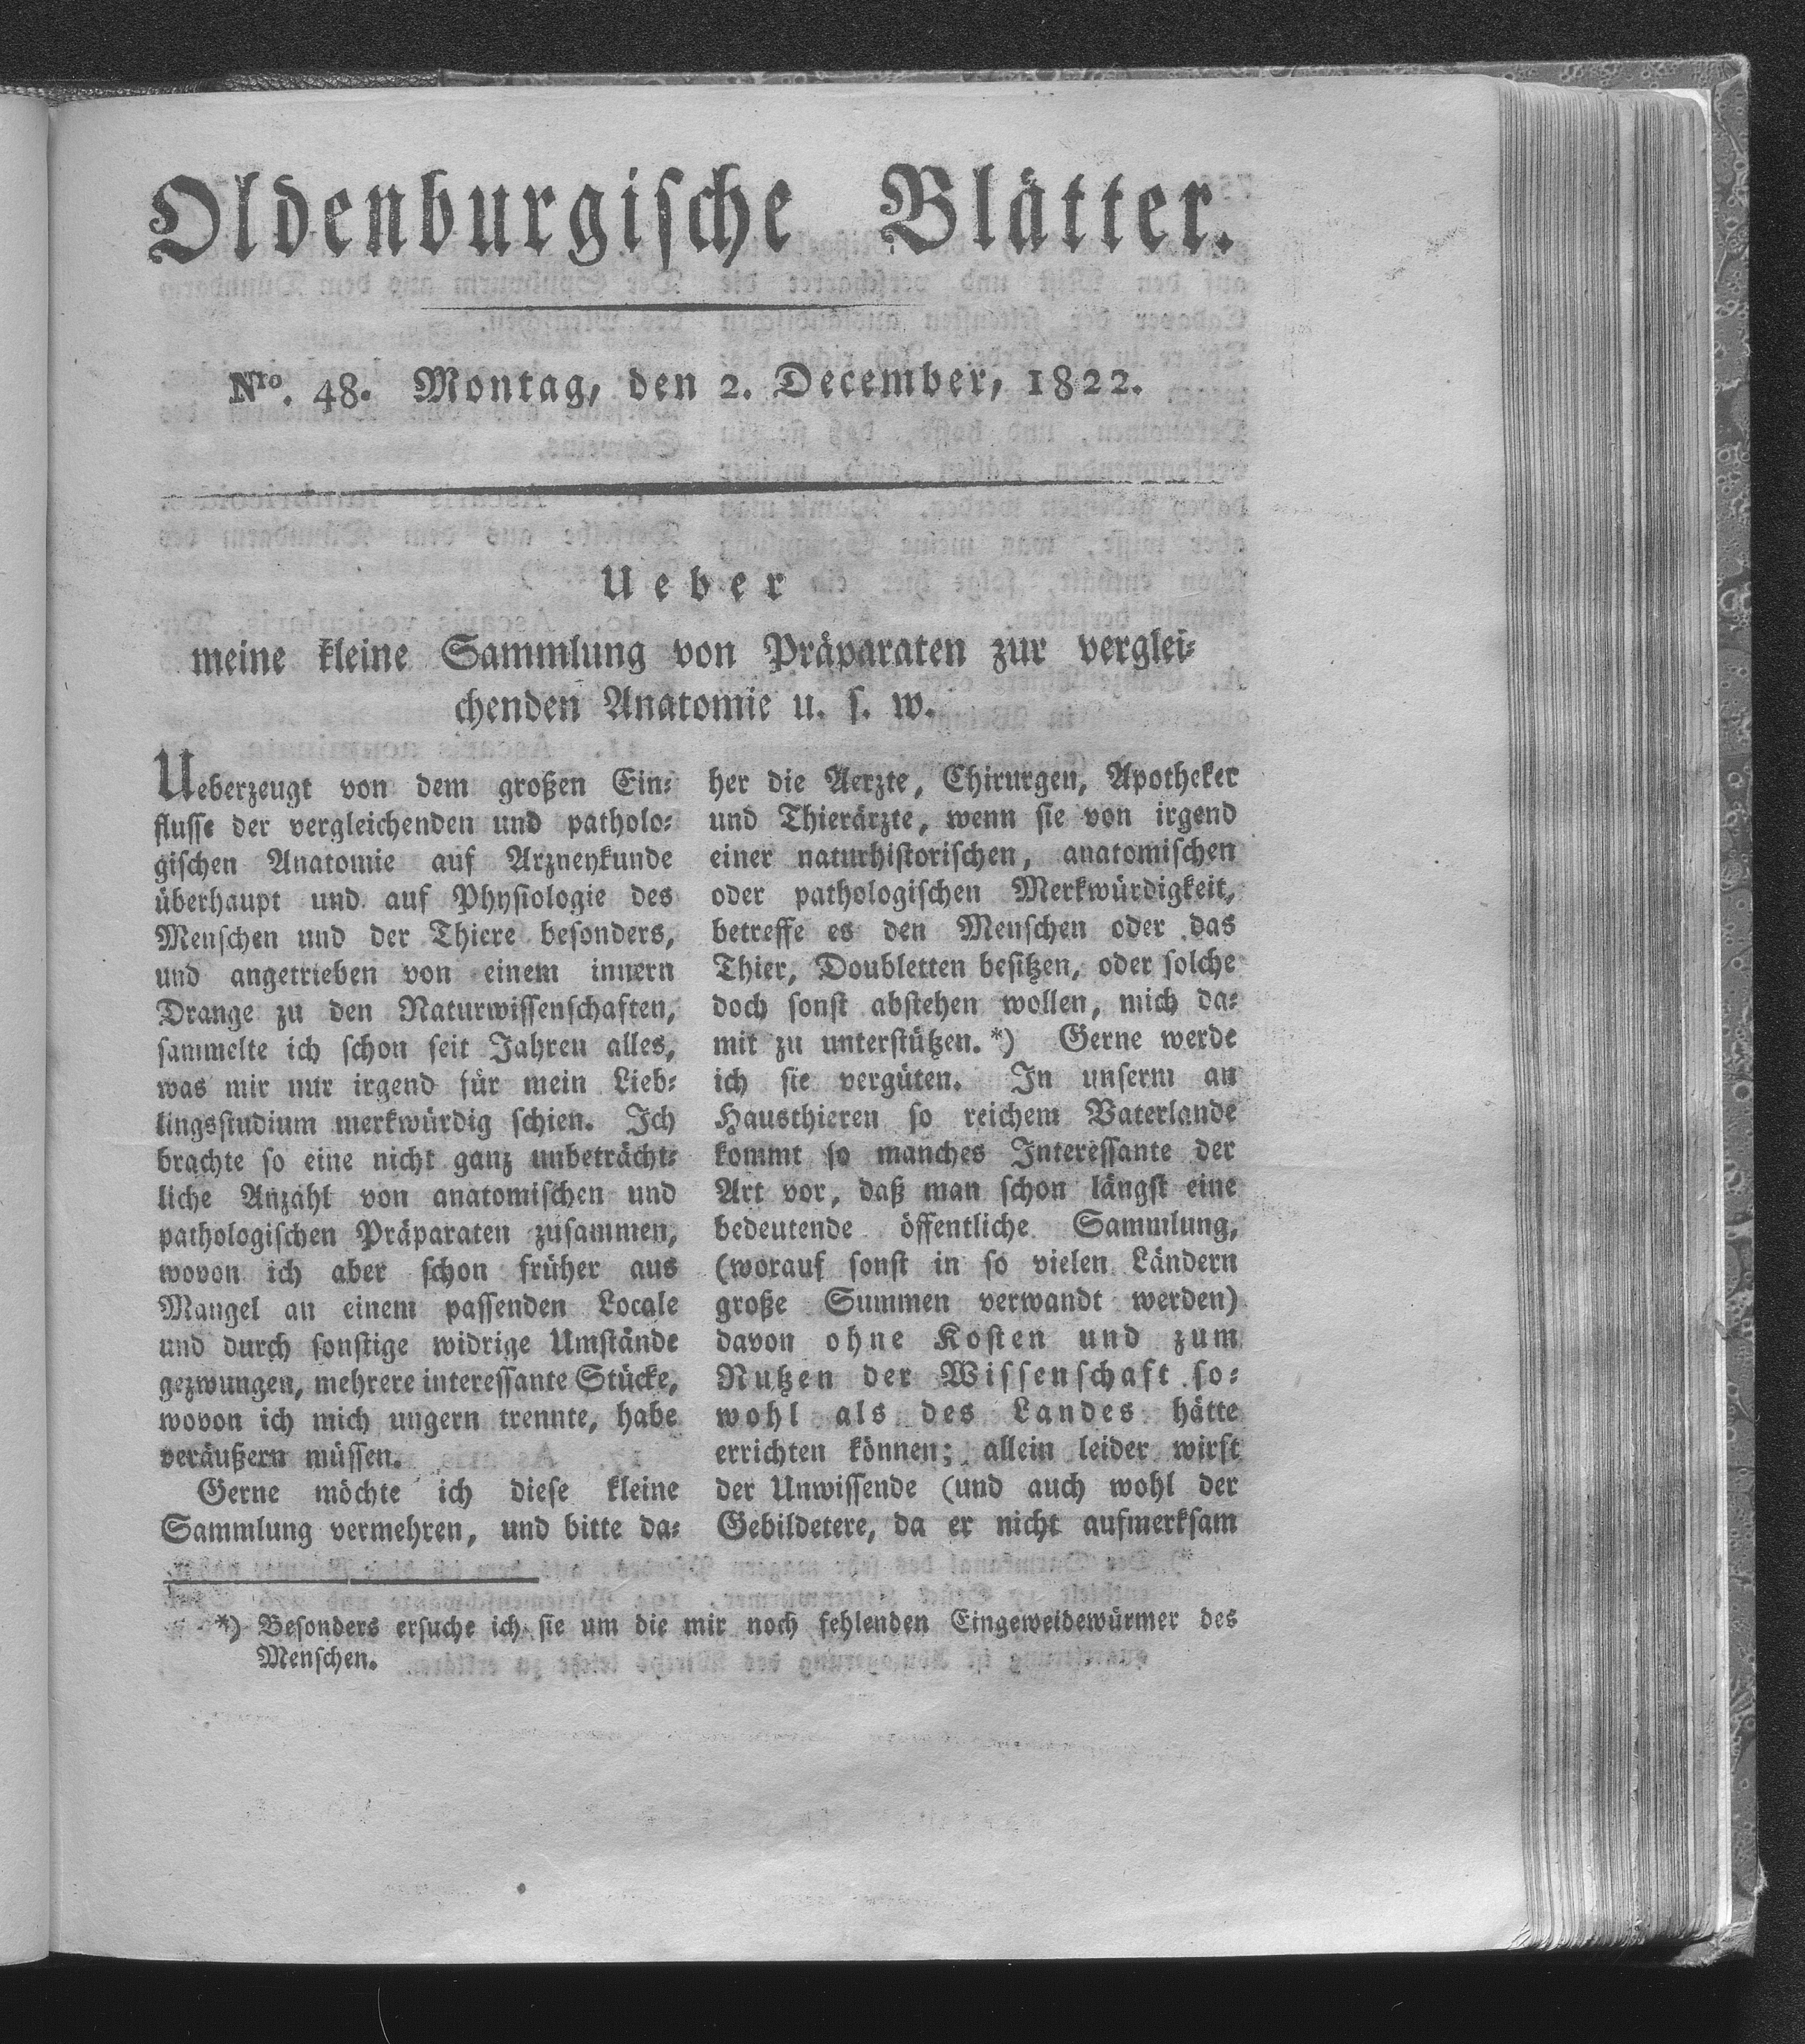 Oldenburgische Blätter.
Nro. 48. Montag, den 2. December, 1822.
Ueber
meine kleine Sammlung von Präparaten zur verglei-
chenden Anatomie u. s. w.
Ueberzeugt von dem großen Ein-
flusse der vergleichenden und patholo-
gischen Anatomie auf Arzneykunde
überhaupt und auf Physiologie des
Menschen und der Thiere besonders,
und angetrieben von einem innern
Drange zu den Naturwissenschaften,
sammelte ich schon seit Jahren alles,
was mir nur irgend für mein Lieb-
lingsstudium merkwürdig schien. Ich
brachte so eine nicht ganz unbeträcht-
liche Anzahl von anatomischen und
pathologischen Präparaten zusammen,
wovon ich aber schon früher aus
Mangel an einem passenden Locale
und durch sonstige widrige Umstände
gezwungen, mehrere interessante Stücke,
wovon ich mich ungern trennte, habe
veräußern müssen.
Gerne möchte ich diese kleine
Sammlung vermehren, und bitte da-
her die Aerzte, Chirurgen, Apotheker
und Thierärzte, wenn sie von irgend
einer naturhistorischen, anatomischen
oder pathologischen Merkwürdigkeit,
betreffe es den Menschen oder das
Thier, Doubletten besitzen, oder solche
doch sonst abstehen wollen, mich da-
mit zu unterstützen. *) Gerne werde
ich sie vergüten. In unserm an
Hausthieren so reichem Vaterlande
kommt so manches Interessante der
Art vor, daß man schon längst eine
bedeutende öffentliche Sammlung,
(worauf sonst in so vielen Ländern
große Summen verwandt werden)
davon ohne Kosten und zum
Nutzen der Wissenschaft so-
wohl als des Landes hätte
errichten können; allein leider wirft
der Unwissende (und auch wohl der
Gebildetere, da er nicht aufmerksam
*) Besonders ersuche ich sie um die mir noch fehlenden Eingeweidewürmer des
Menschen.